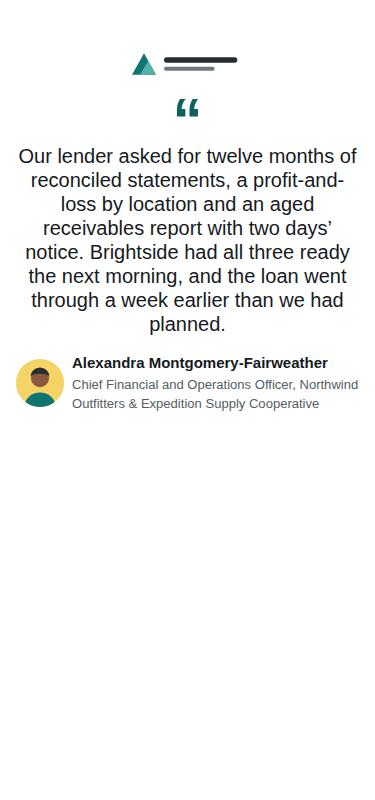 “
Our lender asked for twelve months of
reconciled statements, a profit-and-
loss by location and an aged
receivables report with two days’
notice. Brightside had all three ready
the next morning, and the loan went
through a week earlier than we had
planned.
Alexandra Montgomery-Fairweather
Chief Financial and Operations Officer, Northwind
Outfitters & Expedition Supply Cooperative